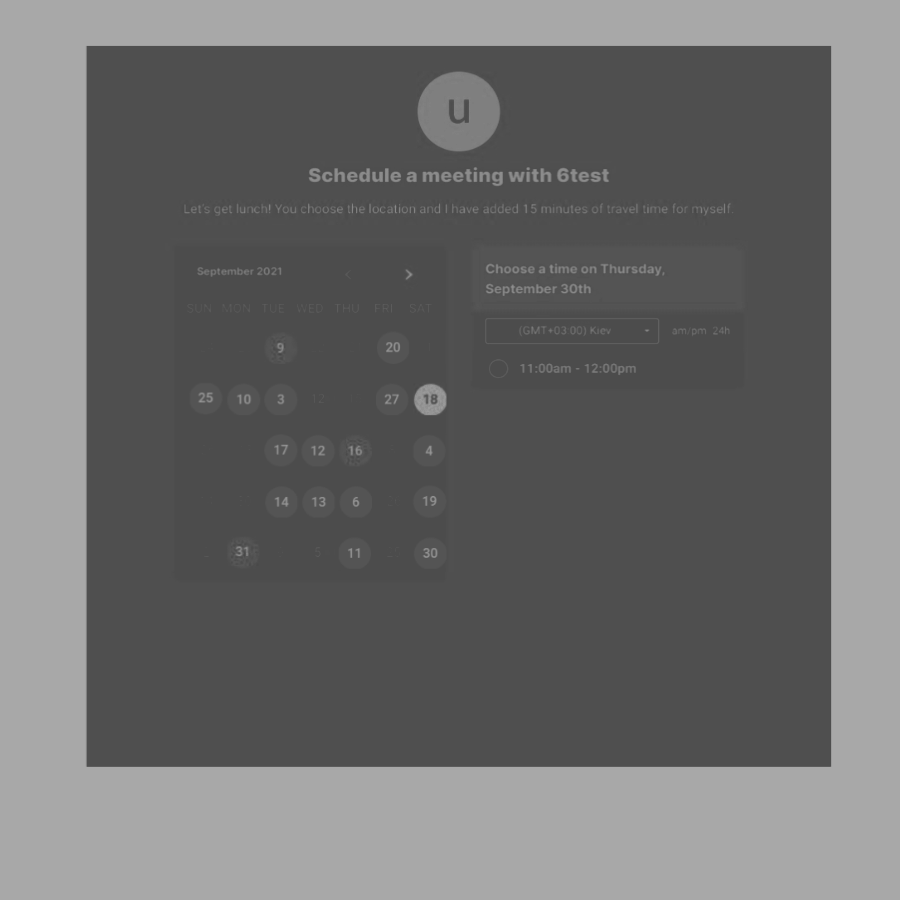 u
Schedule a meeting with 6test
Let's get lunch! You choose the location and I have added 15 minutes of travel time for myself.
September 2021 ‹ ›
SUN MON TUE WED THU FRI SAT
9 20
25 10 3 12 27 18
17 12 16 4
14 13 6 19
31 5 11 30
Choose a time on Thursday,
September 30th
(GMT+03:00) Kiev am/pm 24h
11:00am - 12:00pm